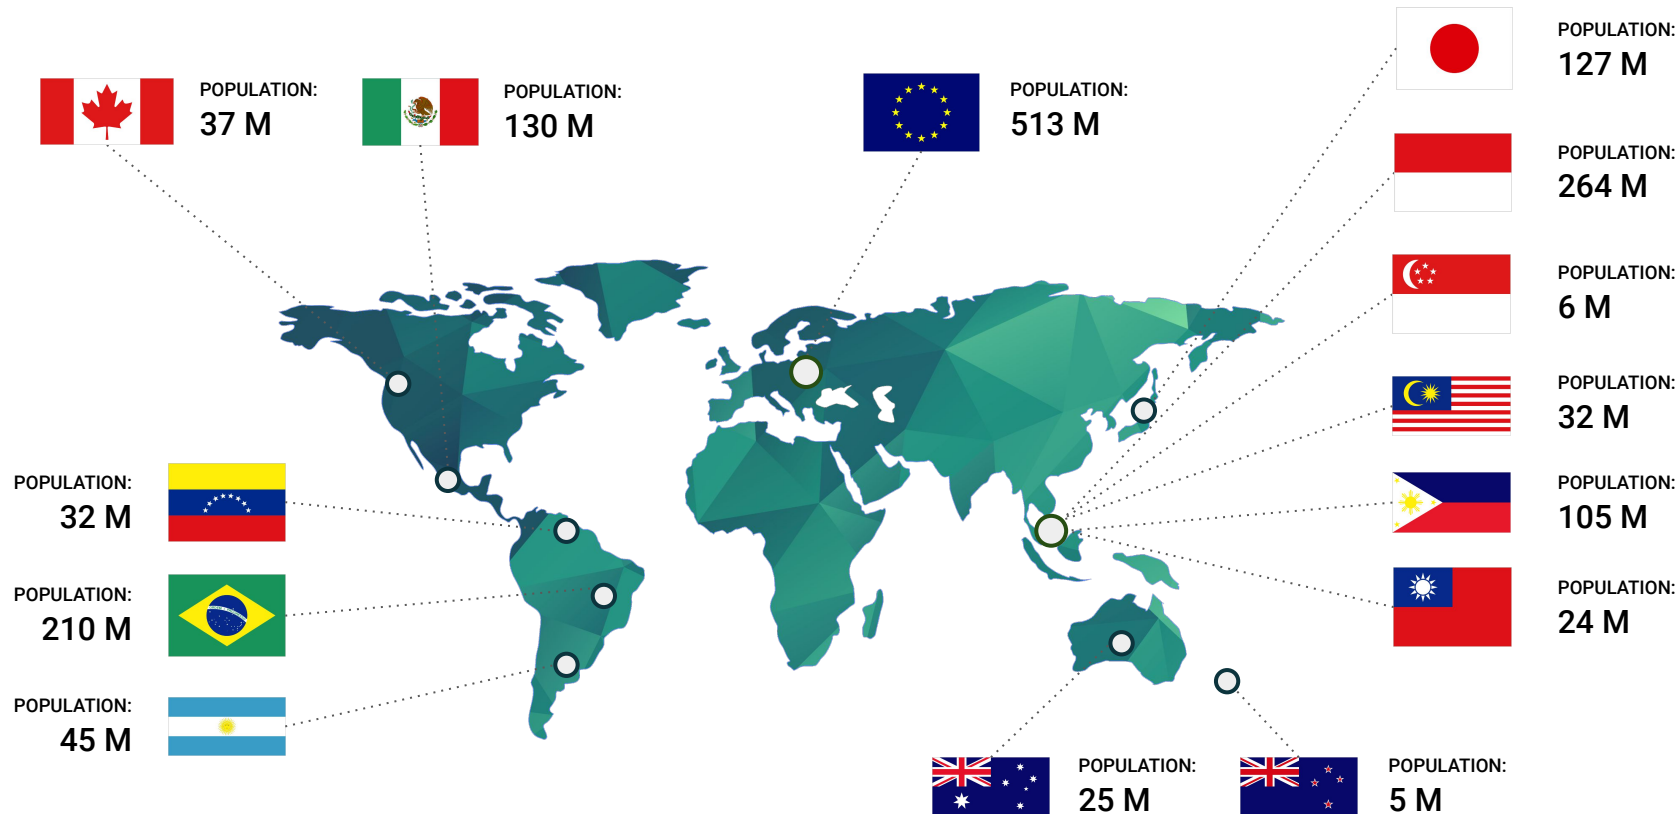 POPULATION:
37 M
POPULATION:
130 M
POPULATION:
513 M
POPULATION:
127 M
POPULATION:
264 M
POPULATION:
6 M
POPULATION:
32 M
POPULATION:
105 M
POPULATION:
24 M
POPULATION:
32 M
POPULATION:
210 M
POPULATION:
45 M
POPULATION:
25 M
POPULATION:
5 M